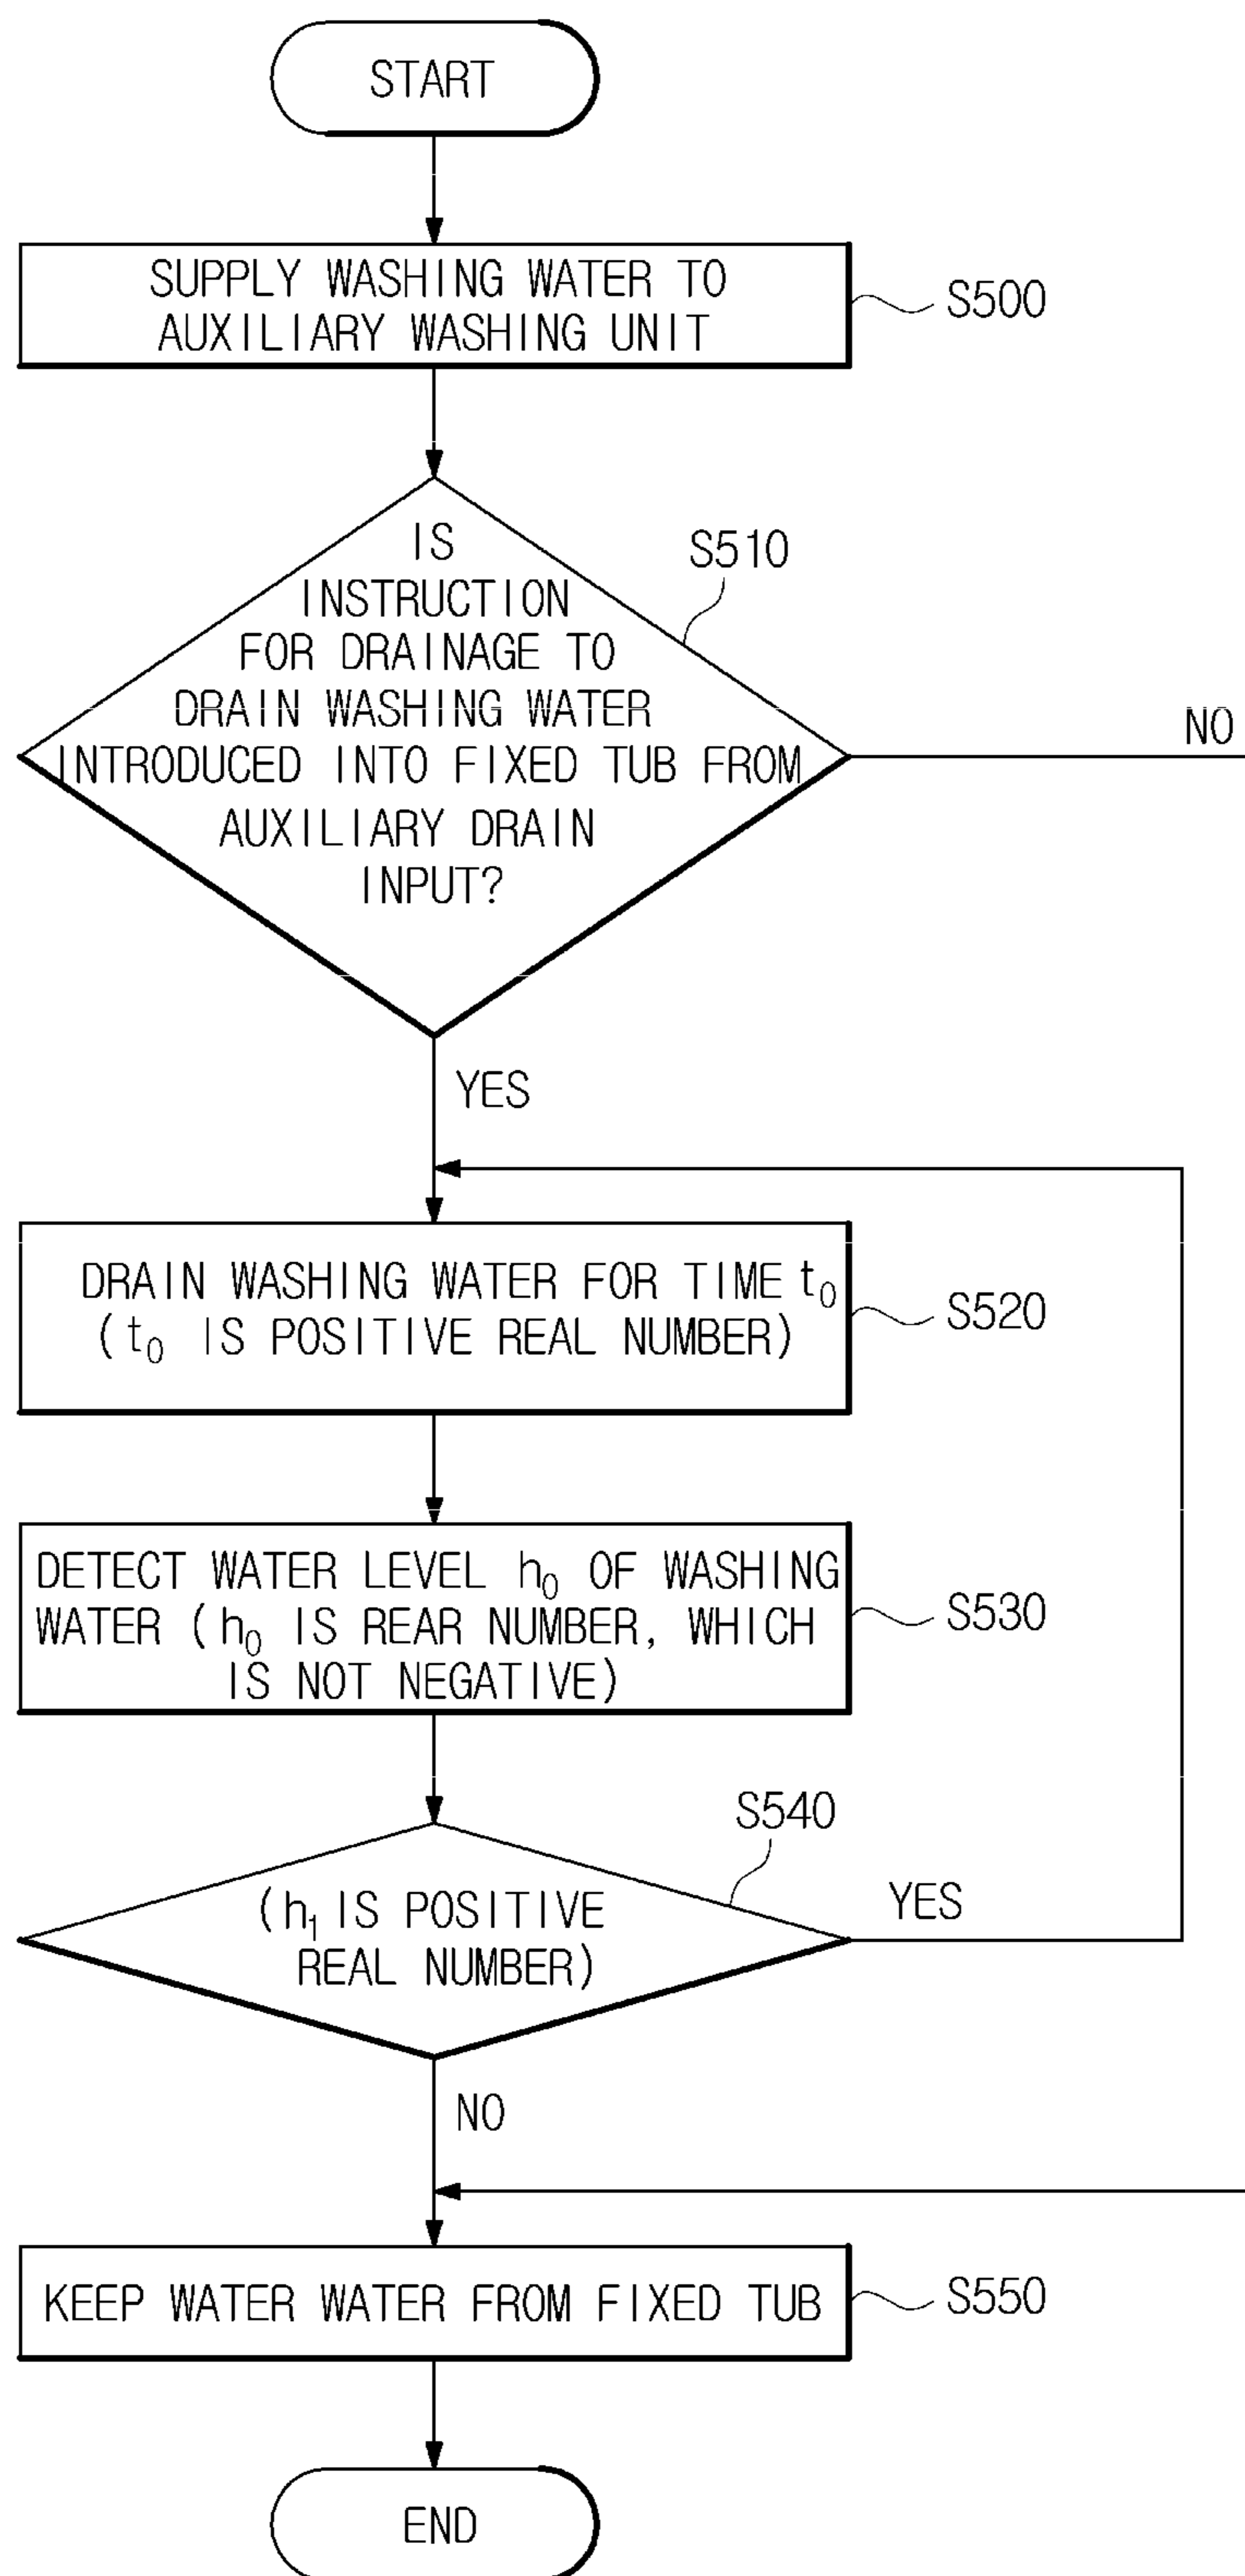 START
SUPPLY WASHING WATER TO
AUXILIARY WASHING UNIT
S500
IS
INSTRUCTION
FOR DRAINAGE TO
DRAIN WASHING WATER
INTRODUCED INTO FIXED TUB FROM
AUXILIARY DRAIN
INPUT?
S510
NO
YES
DRAIN WASHING WATER FOR TIME t₀
(t₀ IS POSITIVE REAL NUMBER)
S520
DETECT WATER LEVEL h₀ OF WASHING
WATER (h₀ IS REAR NUMBER, WHICH
IS NOT NEGATIVE)
S530
S540
(h₁ IS POSITIVE
REAL NUMBER)
YES
NO
KEEP WATER WATER FROM FIXED TUB
S550
END